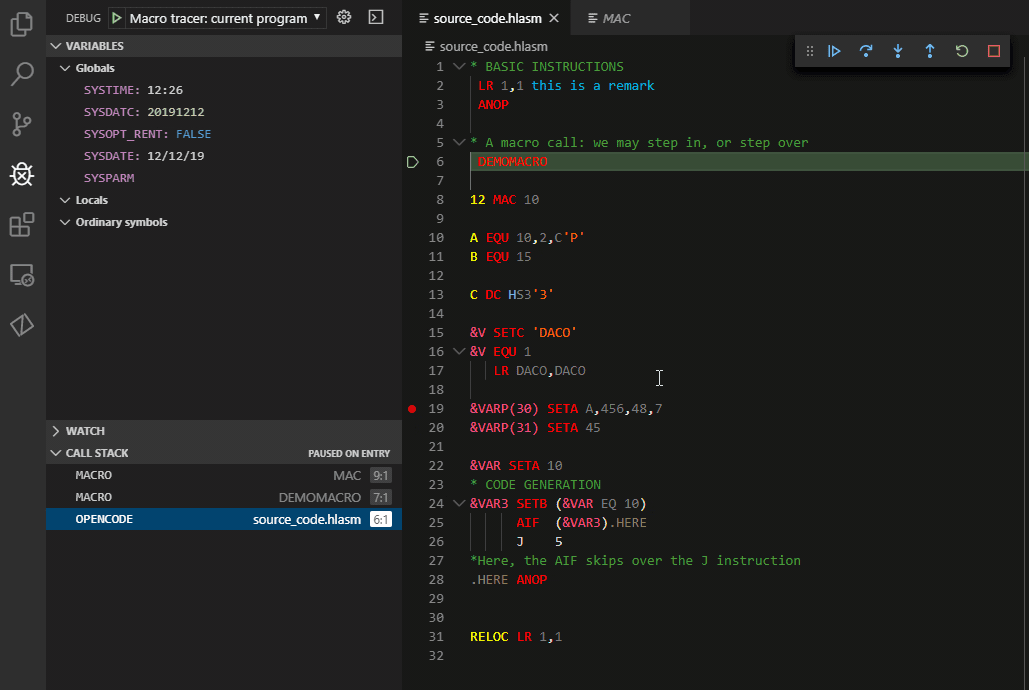 DEBUG Macro tracer: current program
VARIABLES
Globals
SYSTIME: 12:26
SYSDATC: 20191212
SYSOPT_RENT: FALSE
SYSDATE: 12/12/19
SYSPARM
Locals
Ordinary symbols
WATCH
CALL STACK PAUSED ON ENTRY
MACRO MAC 9:1
MACRO DEMOMACRO 7:1
OPENCODE source_code.hlasm 6:1
source_code.hlasm MAC
source_code.hlasm
1 * BASIC INSTRUCTIONS
2 LR 1,1 this is a remark
3 ANOP
4
5 * A macro call: we may step in, or step over
6 DEMOMACRO
7
8 12 MAC 10
9
10 A EQU 10,2,C'P'
11 B EQU 15
12
13 C DC HS3'3'
14
15 &V SETC 'DACO'
16 &V EQU 1
17 LR DACO,DACO
18
19 &VARP(30) SETA A,456,48,7
20 &VARP(31) SETA 45
21
22 &VAR SETA 10
23 * CODE GENERATION
24 &VAR3 SETB (&VAR EQ 10)
25 AIF (&VAR3).HERE
26 J 5
27 *Here, the AIF skips over the J instruction
28 .HERE ANOP
29
30
31 RELOC LR 1,1
32